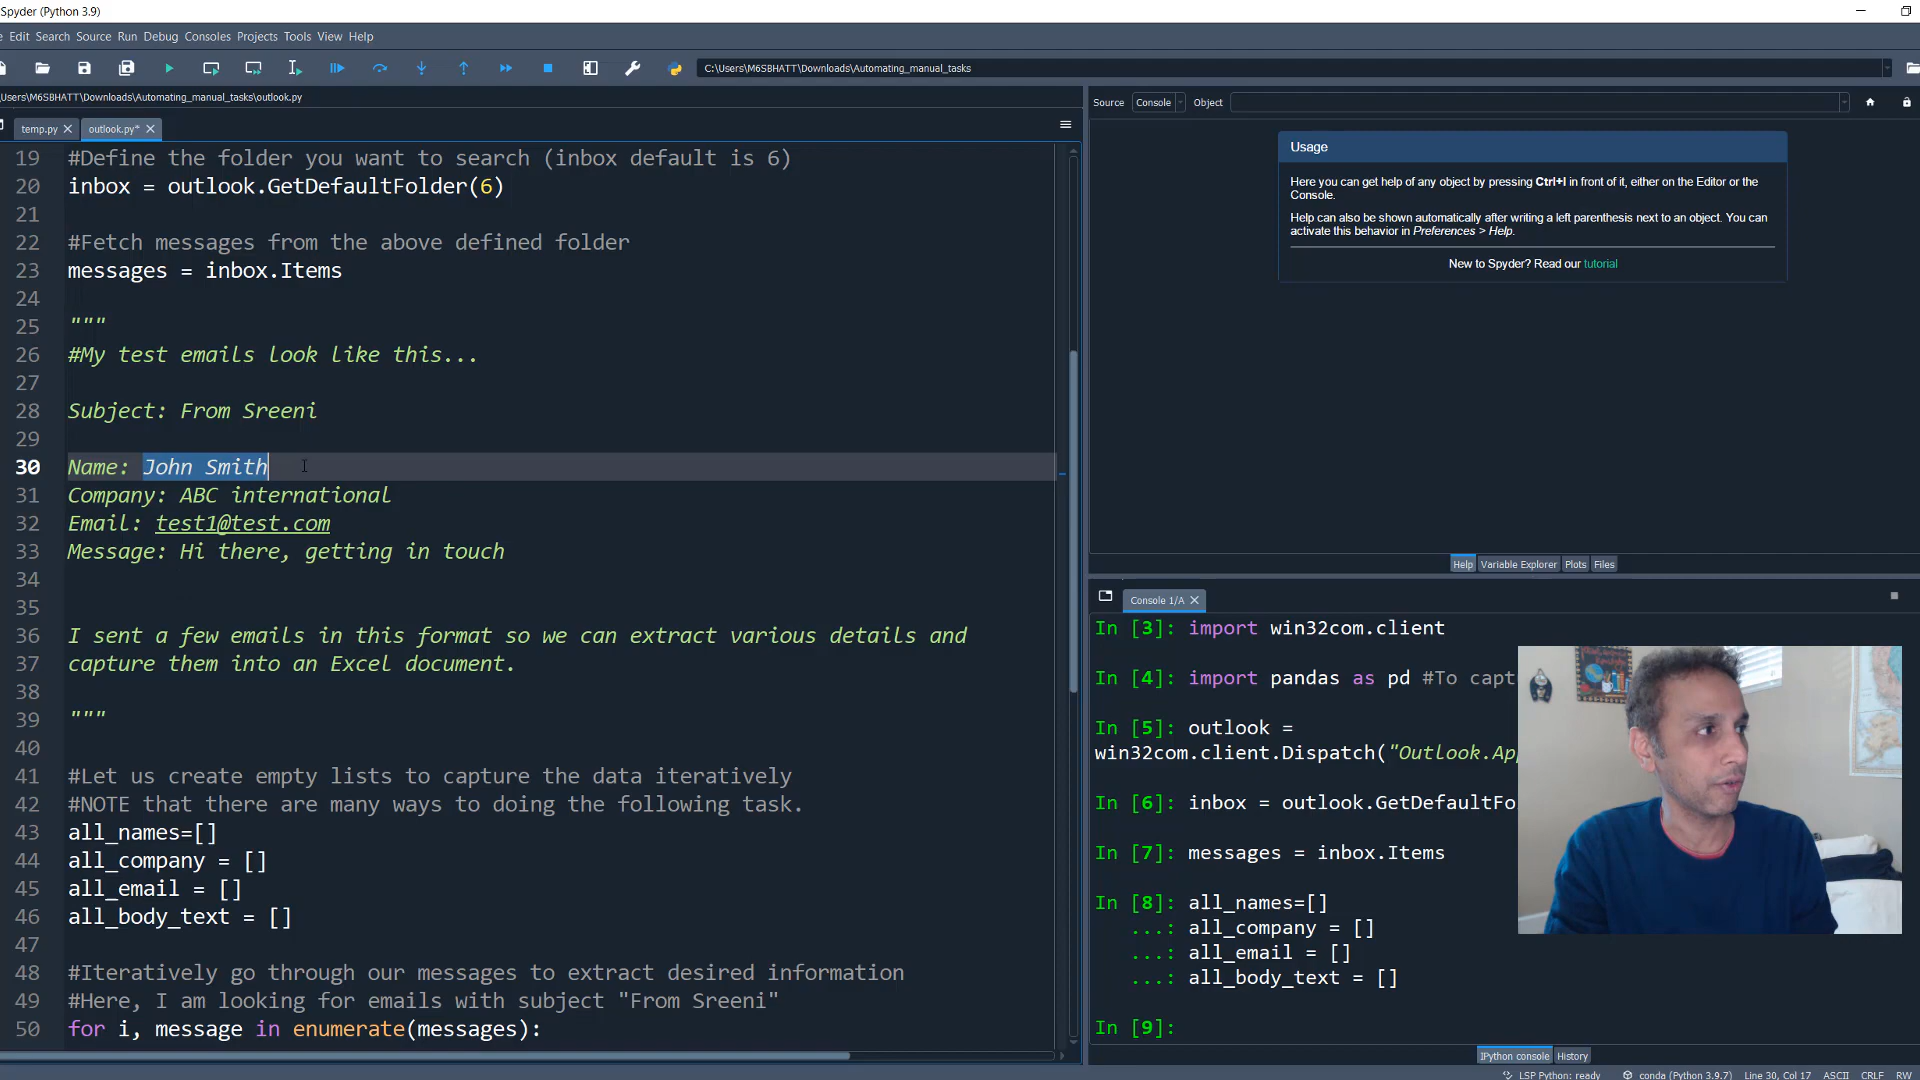 Spyder (Python 3.9)
Edit Search Source Run Debug Consoles Projects Tools View Help
C:\Users\M6SBHATT\Downloads\Automating_manual_tasks
Users\M6SBHATT\Downloads\Automating_manual_tasks\outlook.py
temp.py
outlook.py*
19 #Define the folder you want to search (inbox default is 6)
20 inbox = outlook.GetDefaultFolder(6)
21
22 #Fetch messages from the above defined folder
23 messages = inbox.Items
24
25 """
26 #My test emails look like this...
27
28 Subject: From Sreeni
29
30 Name: John Smith
31 Company: ABC international
32 Email: test1@test.com
33 Message: Hi there, getting in touch
34
35
36 I sent a few emails in this format so we can extract various details and
37 capture them into an Excel document.
38
39 """
40
41 #Let us create empty lists to capture the data iteratively
42 #NOTE that there are many ways to doing the following task.
43 all_names=[]
44 all_company = []
45 all_email = []
46 all_body_text = []
47
48 #Iteratively go through our messages to extract desired information
49 #Here, I am looking for emails with subject "From Sreeni"
50 for i, message in enumerate(messages):
Source Console Object
Usage
Here you can get help of any object by pressing Ctrl+I in front of it, either on the Editor or the
Console.
Help can also be shown automatically after writing a left parenthesis next to an object. You can
activate this behavior in Preferences > Help.
New to Spyder? Read our tutorial
Help Variable Explorer Plots Files
Console 1/A
In [3]: import win32com.client
In [4]: import pandas as pd #To capt
In [5]: outlook =
win32com.client.Dispatch("Outlook.Ap
In [6]: inbox = outlook.GetDefaultFo
In [7]: messages = inbox.Items
In [8]: all_names=[]
...: all_company = []
...: all_email = []
...: all_body_text = []
In [9]:
IPython console History
LSP Python: ready conda (Python 3.9.7) Line 30, Col 17 ASCII CRLF RW